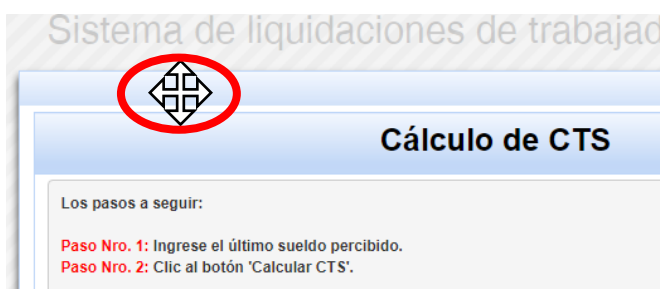 Sistema de liquidaciones de trabajad
Cálculo de CTS
Los pasos a seguir:
Paso Nro. 1: Ingrese el último sueldo percibido.
Paso Nro. 2: Clic al botón 'Calcular CTS'.